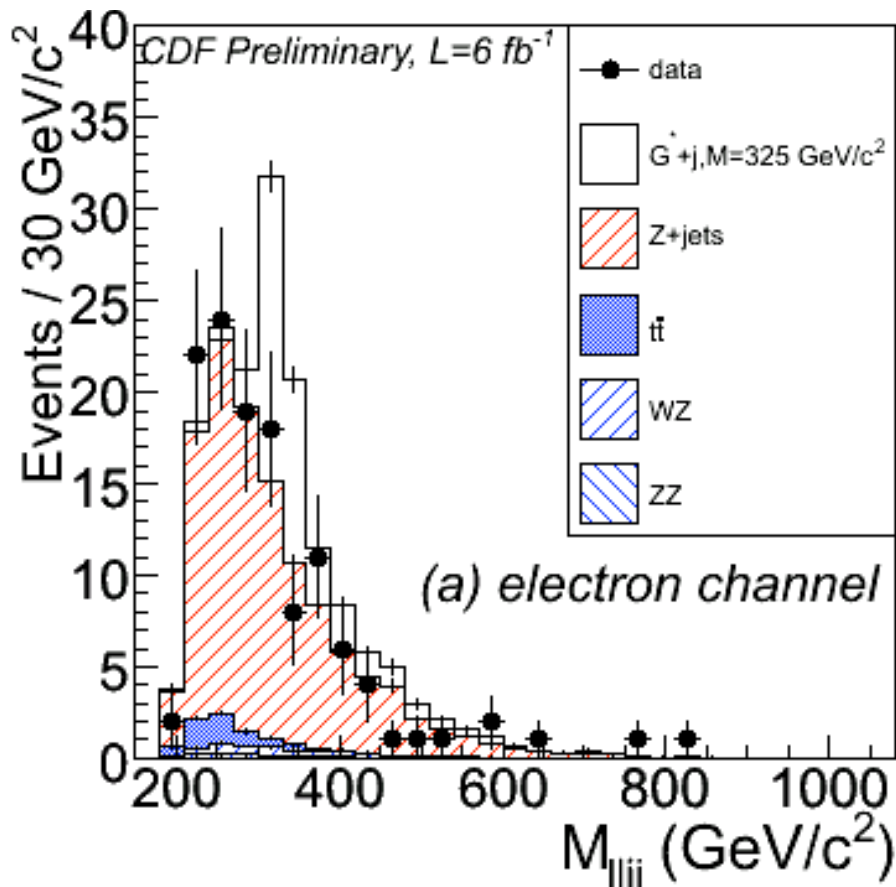 CDF Preliminary, L=6 fb⁻¹
data
G*+j,M=325 GeV/c²
Z+jets
tt̄
WZ
ZZ
(a) electron channel
Events / 30 GeV/c²
40
35
30
25
20
15
10
5
0
200 400 600 800 1000
M_lljj (GeV/c²)